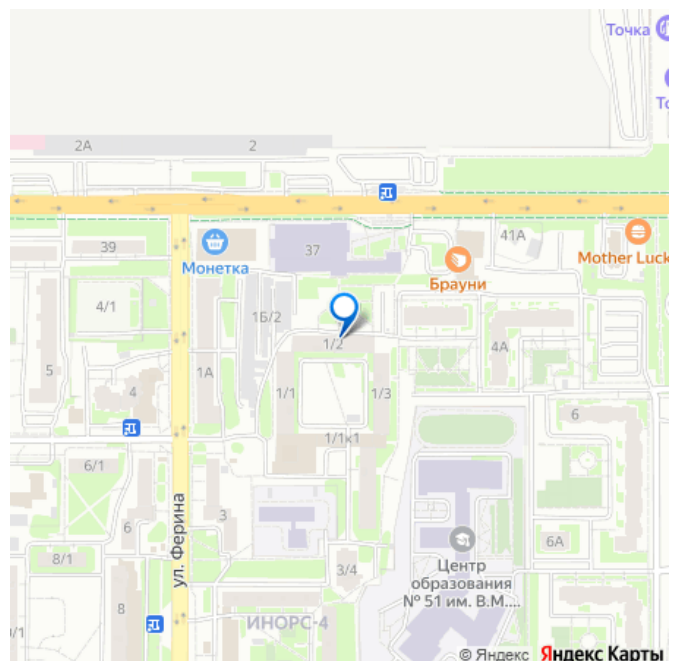 Точка
То
2А
2
39
37
41А
Монетка
Брауни
Mother Luck
4/1
1Б/2
1/2
5
4
1А
1/1
1/3
4А
6
1/1к1
6/1
6
3
6А
8/1
8
3/4
/1
ул. Ферина
Центр
образования
№ 51 им. В.М....
ИНОРС-4
© Яндекс Яндекс Карты